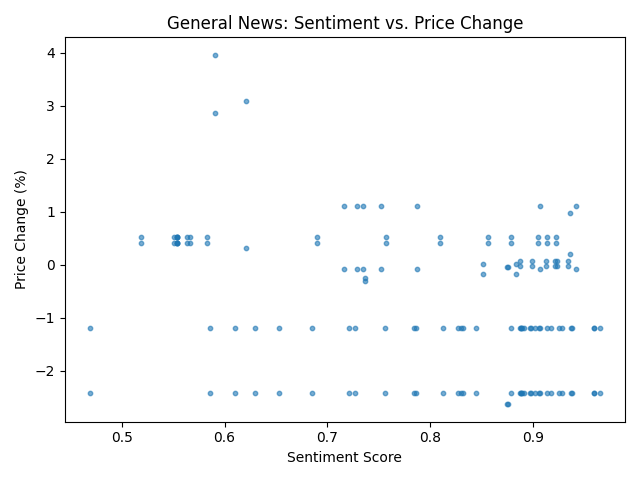 General News: Sentiment vs. Price Change
Price Change (%)
4
3
2
1
0
−1
−2
0.5 0.6 0.7 0.8 0.9
Sentiment Score